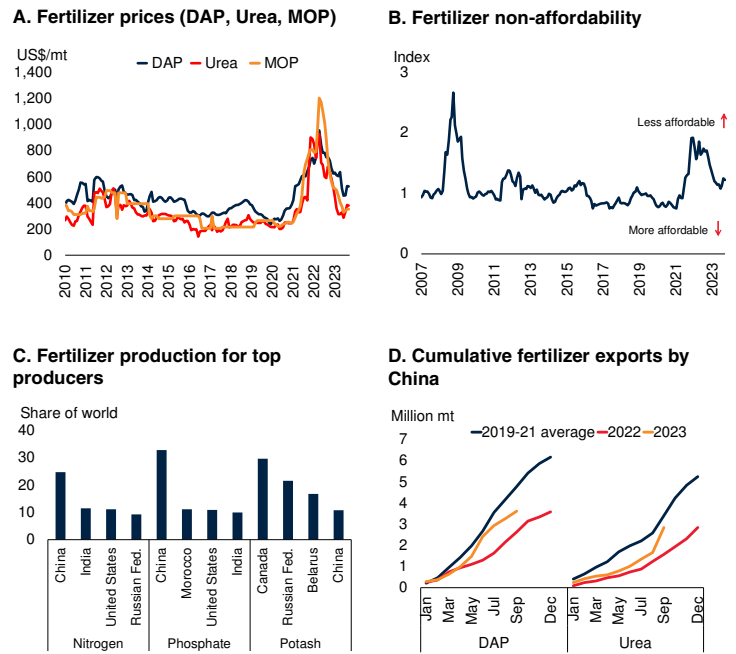 A. Fertilizer prices (DAP, Urea, MOP)
US$/mt
DAP Urea MOP
1,400
1,200
1,000
800
600
400
200
0
2010 2011 2012 2013 2014 2015 2016 2017 2018 2019 2020 2021 2022 2023
B. Fertilizer non-affordability
Index
3
2
1
0
Less affordable
More affordable
2007 2009 2011 2013 2015 2017 2019 2021 2023
C. Fertilizer production for top
producers
Share of world
40
30
20
10
0
China India United States Russian Fed. China Morocco United States India Canada Russian Fed. Belarus China
Nitrogen Phosphate Potash
D. Cumulative fertilizer exports by
China
Million mt
2019-21 average 2022 2023
7
6
5
4
3
2
1
0
Jan Mar May Jul Sep Dec Jan Mar May Jul Sep Dec
DAP Urea